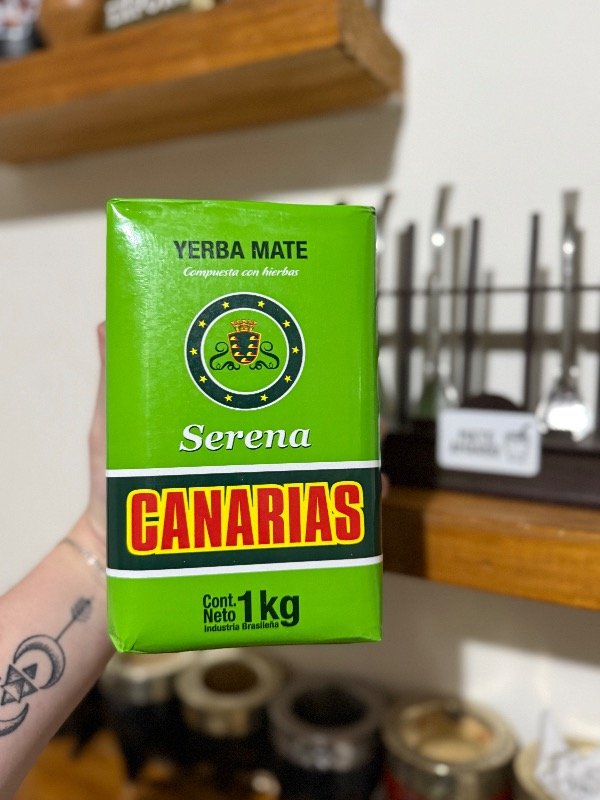 YERBA MATE
Compuesta con hierbas
Serena
CANARIAS
Cont.
Neto 1kg
Industria Brasileña